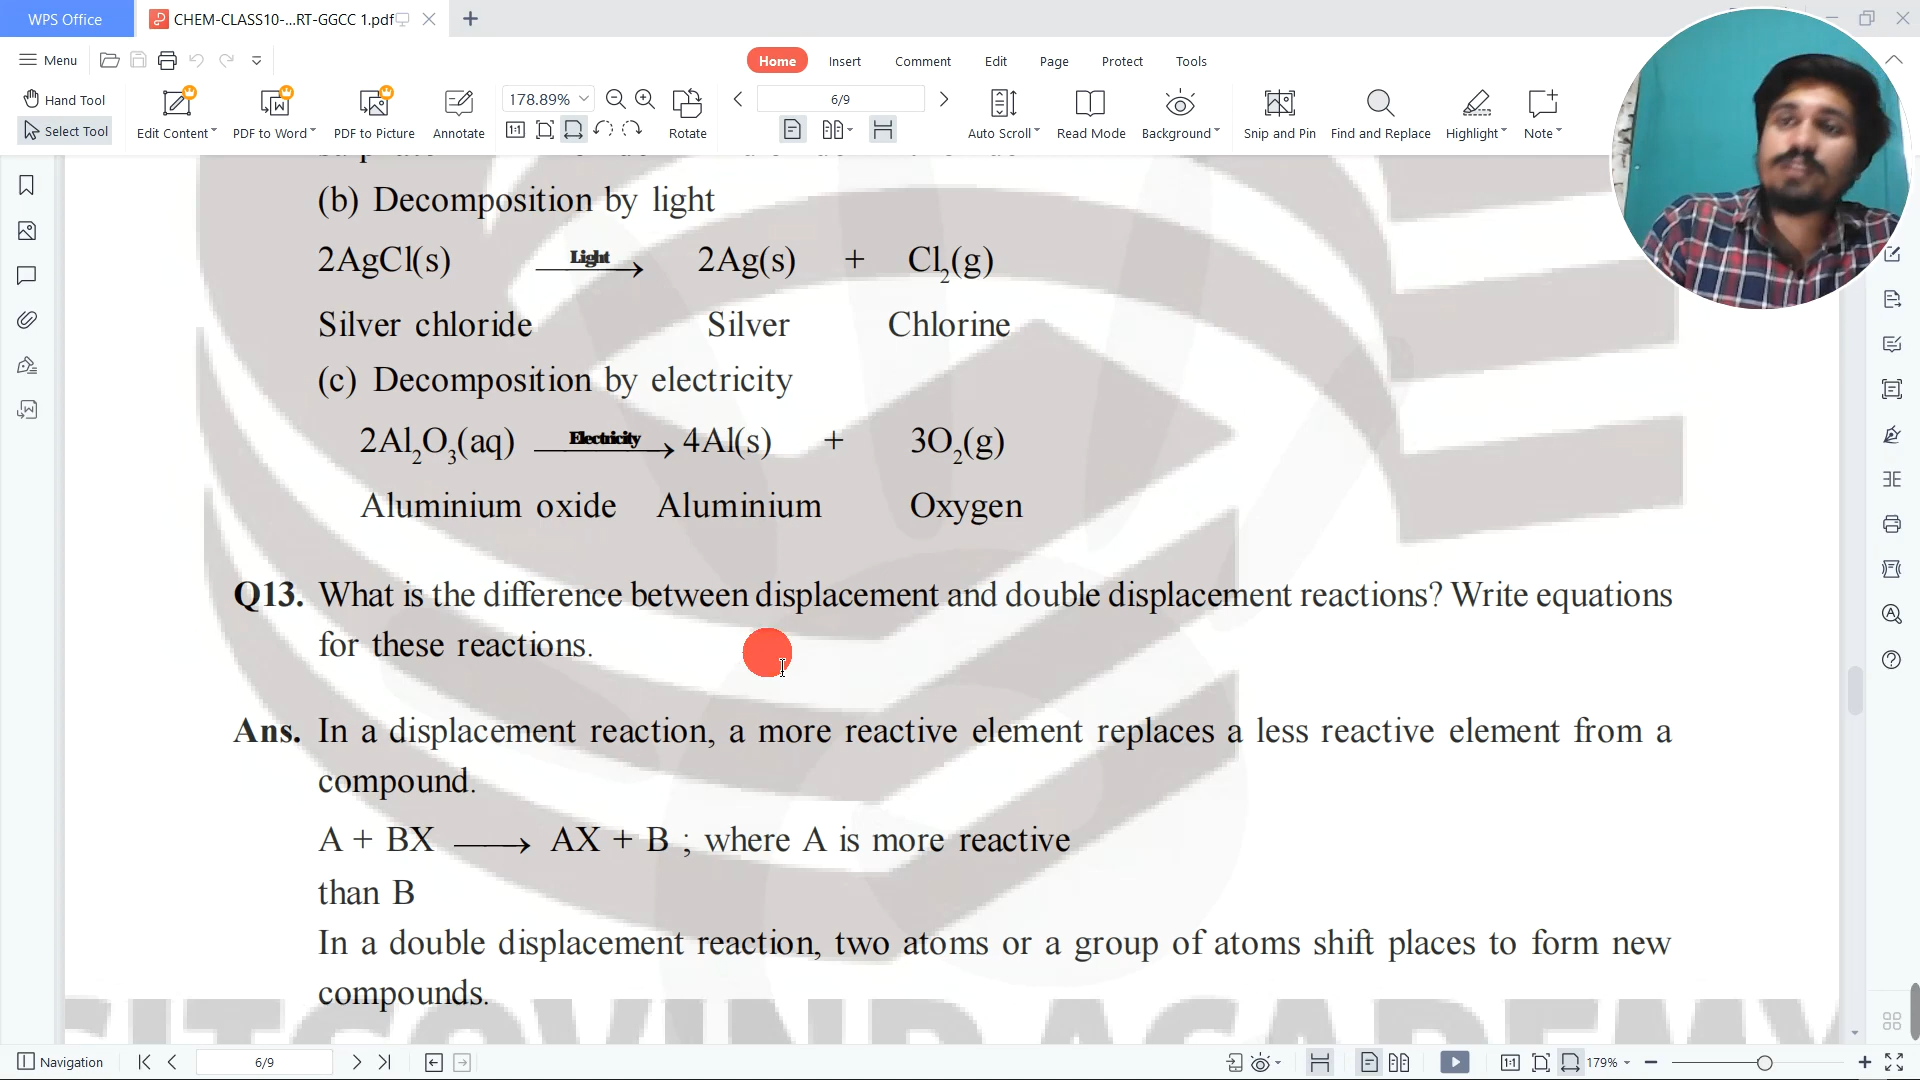 WPS Office
CHEM-CLASS10-...RT-GGCC 1.pdf
Menu
Home Insert Comment Edit Page Protect Tools
Hand Tool
Select Tool
Edit Content
PDF to Word
PDF to Picture
Annotate
178.89%
Rotate
6/9
Auto Scroll
Read Mode
Background
Snip and Pin
Find and Replace
Highlight
Note
(b) Decomposition by light
2AgCl(s) Light ⟶ 2Ag(s) + Cl₂(g)
Silver chloride Silver Chlorine
(c) Decomposition by electricity
2Al₂O₃(aq) Electricity ⟶ 4Al(s) + 3O₂(g)
Aluminium oxide Aluminium Oxygen
Q13. What is the difference between displacement and double displacement reactions? Write equations
for these reactions.
Ans. In a displacement reaction, a more reactive element replaces a less reactive element from a
compound.
A + BX ⟶ AX + B ; where A is more reactive
than B
In a double displacement reaction, two atoms or a group of atoms shift places to form new
compounds.
Navigation
6/9
179%